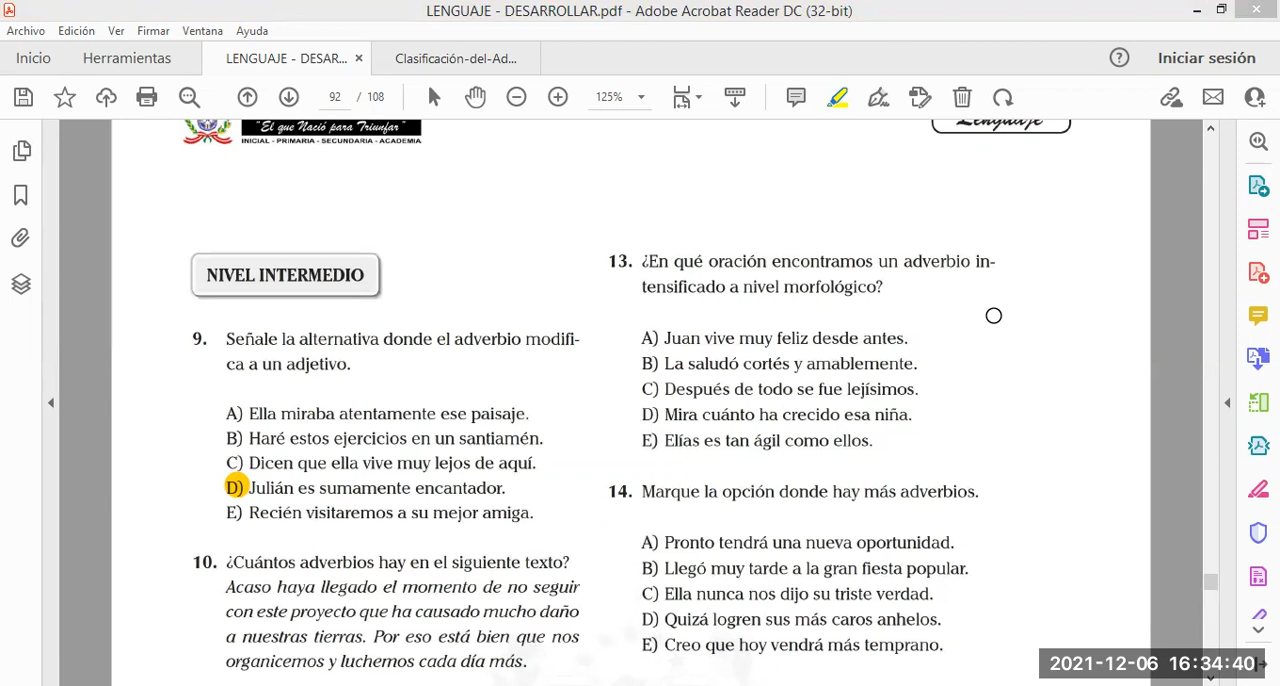 LENGUAJE - DESARROLLAR.pdf - Adobe Acrobat Reader DC (32-bit)
Archivo Edición Ver Firmar Ventana Ayuda
Inicio Herramientas LENGUAJE - DESAR... × Clasificación-del-Ad... Iniciar sesión
92 / 108 125%
"El que Nació para Triunfar"
INICIAL - PRIMARIA - SECUNDARIA - ACADEMIA
Lenguaje
NIVEL INTERMEDIO
9. Señale la alternativa donde el adverbio modifi-
ca a un adjetivo.
A) Ella miraba atentamente ese paisaje.
B) Haré estos ejercicios en un santiamén.
C) Dicen que ella vive muy lejos de aquí.
D) Julián es sumamente encantador.
E) Recién visitaremos a su mejor amiga.
10. ¿Cuántos adverbios hay en el siguiente texto?
Acaso haya llegado el momento de no seguir
con este proyecto que ha causado mucho daño
a nuestras tierras. Por eso está bien que nos
organicemos y luchemos cada día más.
13. ¿En qué oración encontramos un adverbio in-
tensificado a nivel morfológico?
A) Juan vive muy feliz desde antes.
B) La saludó cortés y amablemente.
C) Después de todo se fue lejísimos.
D) Mira cuánto ha crecido esa niña.
E) Elías es tan ágil como ellos.
14. Marque la opción donde hay más adverbios.
A) Pronto tendrá una nueva oportunidad.
B) Llegó muy tarde a la gran fiesta popular.
C) Ella nunca nos dijo su triste verdad.
D) Quizá logren sus más caros anhelos.
E) Creo que hoy vendrá más temprano.
2021-12-06 16:34:40